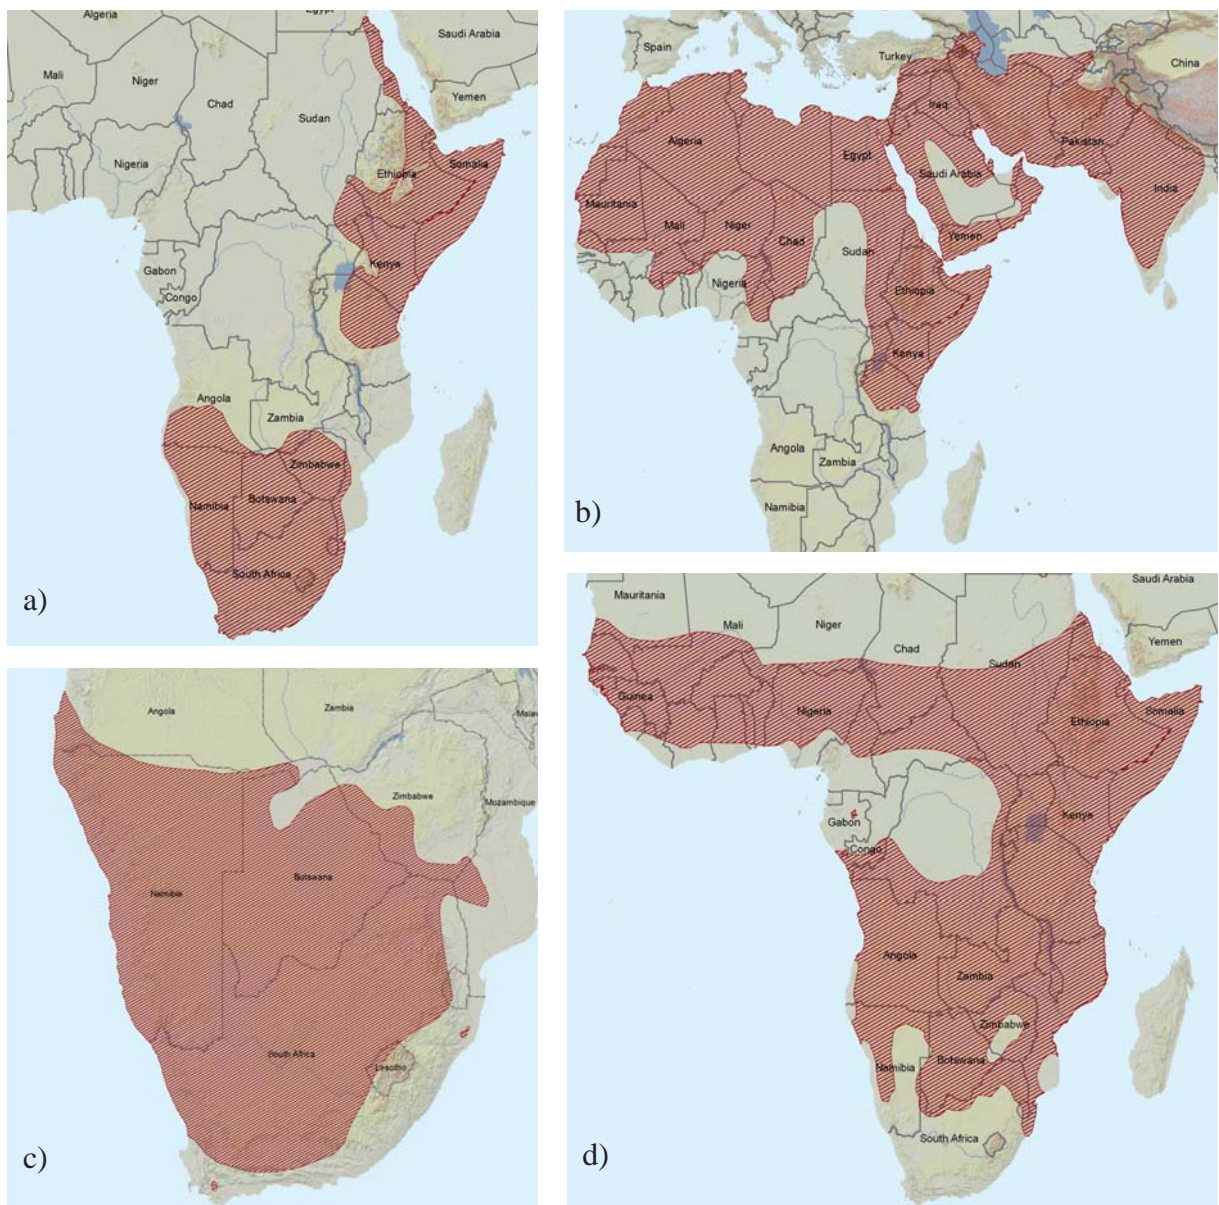 Algeria
Egypt
Saudi Arabia
Mali
Niger
Chad
Sudan
Yemen
Nigeria
Ethiopia
Somalia
Gabon
Congo
Kenya
Angola
Zambia
Zimbabwe
Namibia
Botswana
South Africa
a)
Spain
Turkey
China
Algeria
Iraq
Egypt
Pakistan
Saudi Arabia
India
Mauritania
Mali
Niger
Chad
Sudan
Yemen
Nigeria
Ethiopia
Kenya
Angola
Zambia
Namibia
b)
Angola
Zambia
Malaw
Zimbabwe
Mozambique
Namibia
Botswana
South Africa
Lesotho
c)
Mauritania
Mali
Niger
Chad
Sudan
Saudi Arabia
Yemen
Guinea
Nigeria
Ethiopia
Somalia
Gabon
Kenya
Congo
Angola
Zambia
Zimbabwe
Namibia
Botswana
South Africa
d)